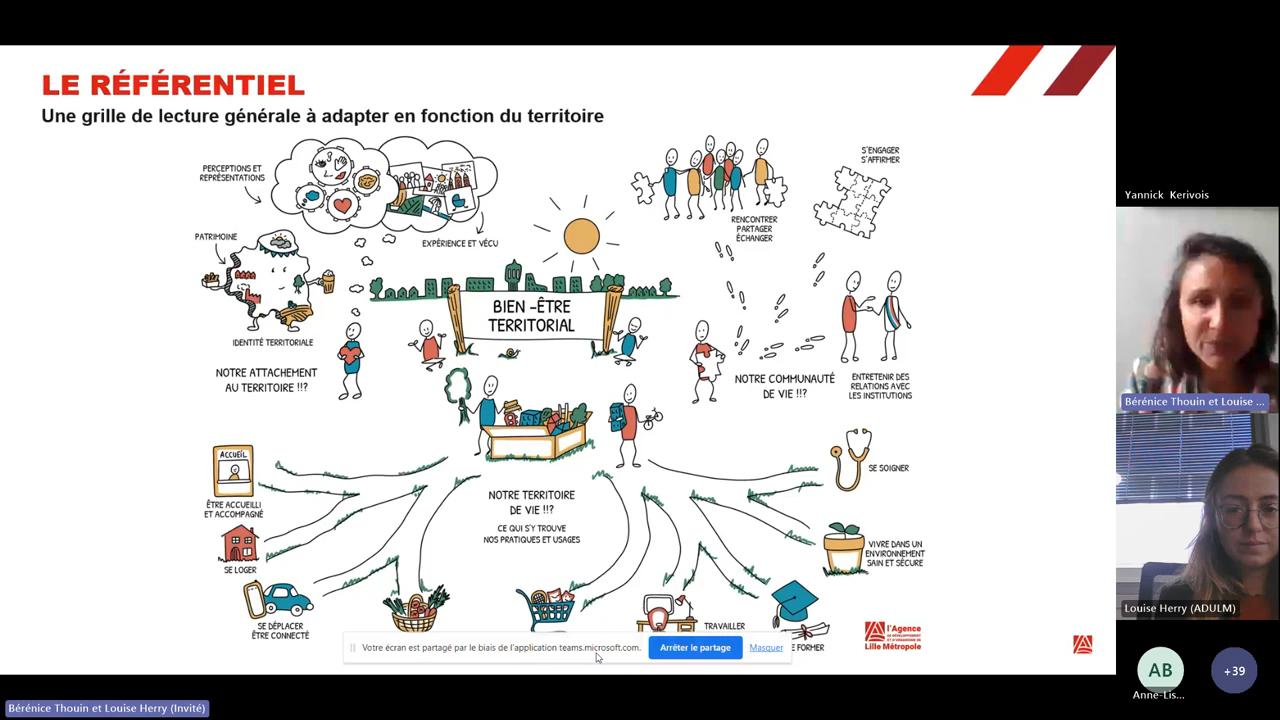 LE RÉFÉRENTIEL
Une grille de lecture générale à adapter en fonction du territoire
PERCEPTIONS ET
REPRÉSENTATIONS
PATRIMOINE
EXPÉRIENCE ET VÉCU
IDENTITÉ TERRITORIALE
NOTRE ATTACHEMENT
AU TERRITOIRE !!?
BIEN-ÊTRE
TERRITORIAL
S'ENGAGER
S'AFFIRMER
RENCONTRER
PARTAGER
ÉCHANGER
NOTRE COMMUNAUTÉ
DE VIE !!?
ENTRETENIR DES
RELATIONS AVEC
LES INSTITUTIONS
ACCUEIL
ÊTRE ACCUEILLI
ET ACCOMPAGNÉ
SE LOGER
SE DÉPLACER
ÊTRE CONNECTÉ
NOTRE TERRITOIRE
DE VIE !!?
CE QUI S'Y TROUVE
NOS PRATIQUES ET USAGES
SE SOIGNER
VIVRE DANS UN
ENVIRONNEMENT
SAIN ET SÉCURE
TRAVAILLER
FORMER
l'Agence
DE DÉVELOPPEMENT
ET D'URBANISME DE
Lille Métropole
Votre écran est partagé par le biais de l'application teams.microsoft.com.
Arrêter le partage
Masquer
Yannick Kerivois
Bérénice Thouin et Louise ...
Louise Herry (ADULM)
AB
Anne-Lis...
+39
Bérénice Thouin et Louise Herry (Invité)